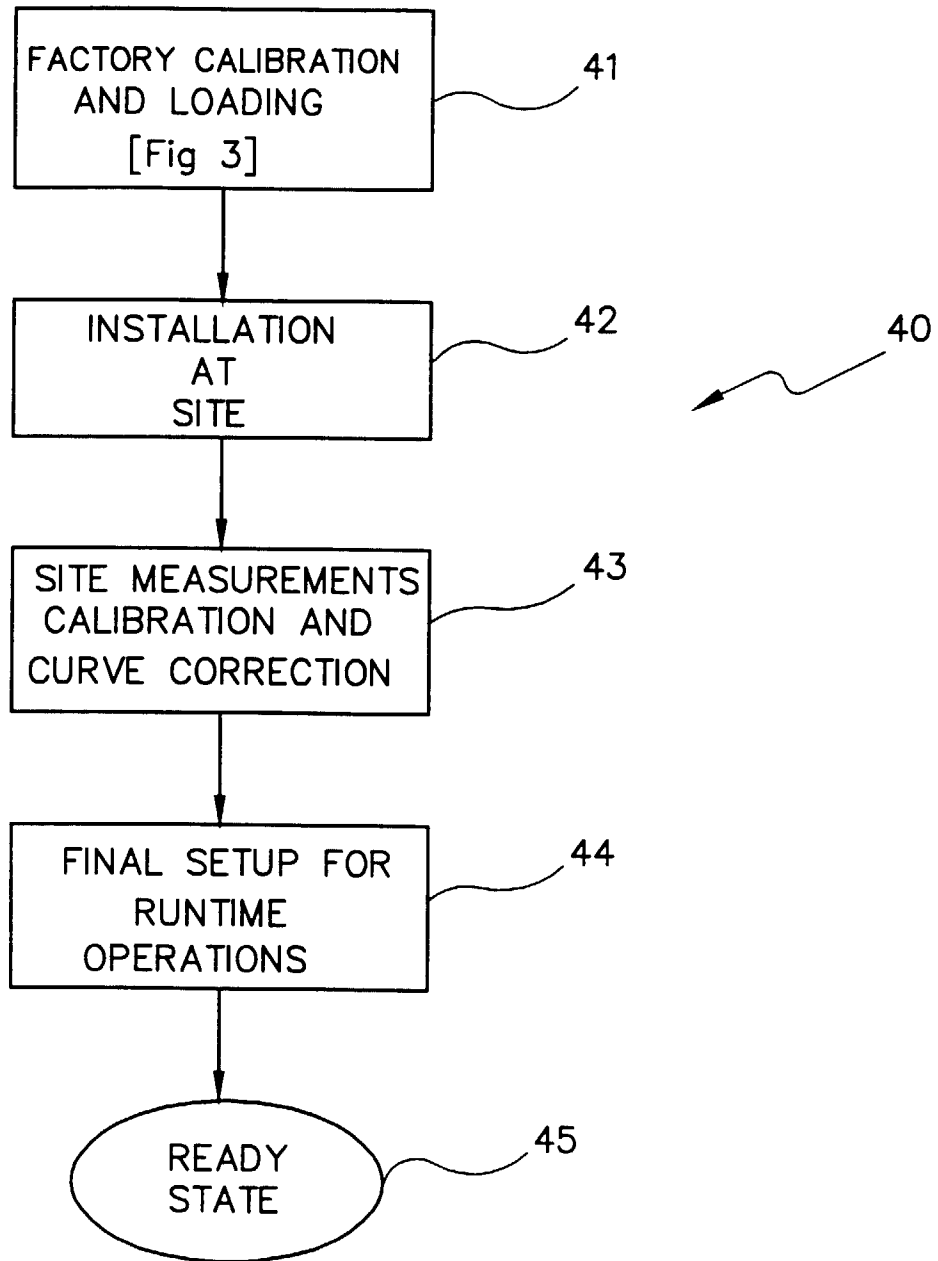 FACTORY CALIBRATION
AND LOADING
[Fig 3]
41
INSTALLATION
AT
SITE
42
40
SITE MEASUREMENTS
CALIBRATION AND
CURVE CORRECTION
43
FINAL SETUP FOR
RUNTIME
OPERATIONS
44
READY
STATE
45